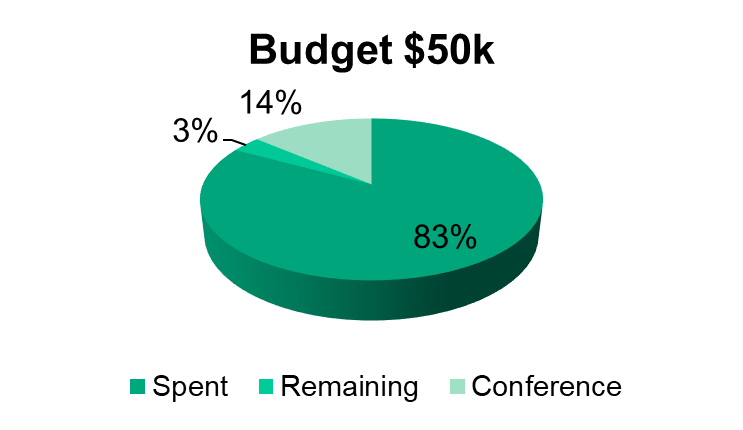 Budget $50k
14%
3%
83%
Spent Remaining Conference